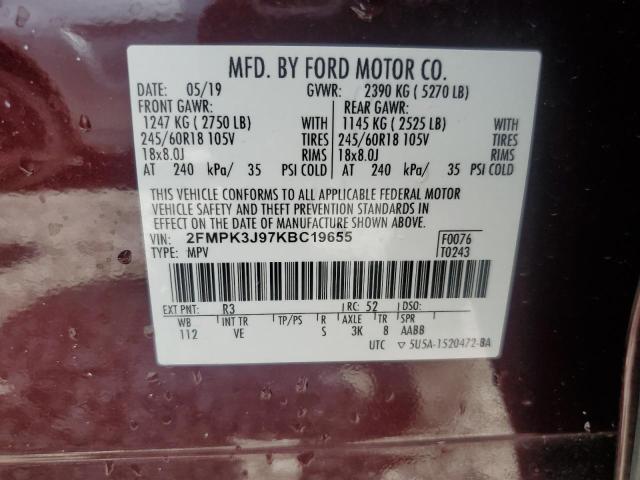 MFD. BY FORD MOTOR CO.
DATE: 05/19 GVWR: 2390 KG ( 5270 LB)
FRONT GAWR: REAR GAWR:
1247 KG ( 2750 LB) WITH 1145 KG ( 2525 LB) WITH
245/60R18 105V TIRES 245/60R18 105V TIRES
18x8.0J RIMS 18x8.0J RIMS
AT 240 kPa/ 35 PSI COLD AT 240 kPa/ 35 PSI COLD
THIS VEHICLE CONFORMS TO ALL APPLICABLE FEDERAL MOTOR
VEHICLE SAFETY AND THEFT PREVENTION STANDARDS IN
EFFECT ON THE DATE OF MANUFACTURE SHOWN ABOVE.
VIN: 2FMPK3J97KBC19655 F0076
TYPE: MPV T0243
EXT PNT: R3 RC: 52 DSO:
WB INT TR TP/PS R AXLE TR SPR
112 VE S 3K 8 AABB
UTC ▽ 5U5A-1520472-BA